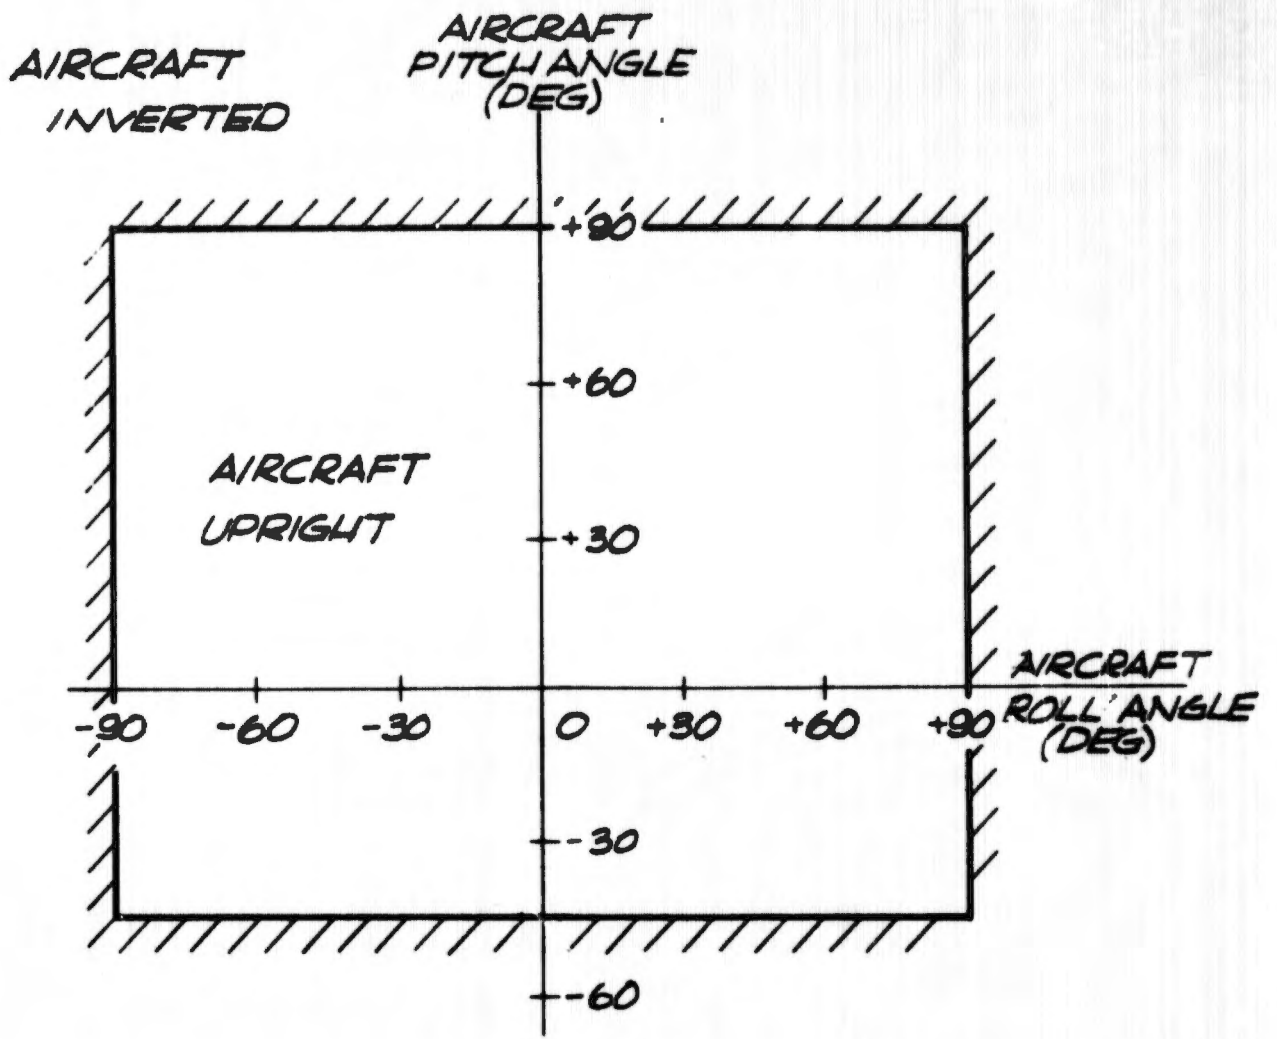 AIRCRAFT
PITCH ANGLE
(DEG)
AIRCRAFT
INVERTED
+90
+60
AIRCRAFT
UPRIGHT
+30
AIRCRAFT
ROLL ANGLE
(DEG)
-90 -60 -30 0 +30 +60 +90
-30
-60